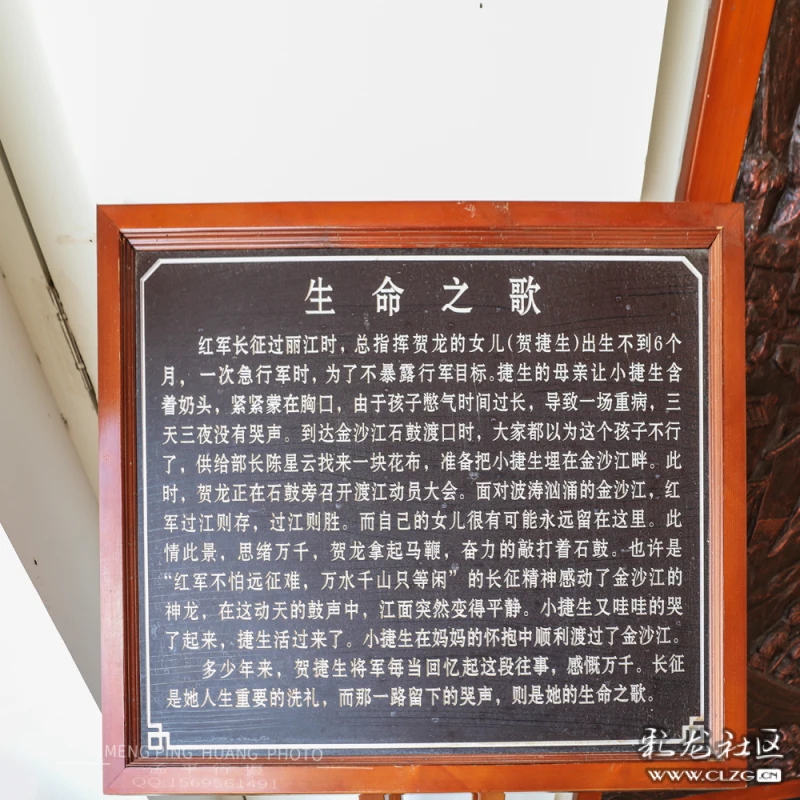 生命之歌
红军长征过丽江时，总指挥贺龙的女儿(贺捷生)出生不到6个
月，一次急行军时，为了不暴露行军目标。捷生的母亲让小捷生含
着奶头，紧紧蒙在胸口，由于孩子憋气时间过长，导致一场重病，三
天三夜没有哭声。到达金沙江石鼓渡口时，大家都以为这个孩子不行
了，供给部长陈星云找来一块花布，准备把小捷生埋在金沙江畔。此
时，贺龙正在石鼓旁召开渡江动员大会。面对波涛汹涌的金沙江，红
军过江则存，过江则胜。而自己的女儿很有可能永远留在这里。此
情此景，思绪万千，贺龙拿起马鞭，奋力的敲打着石鼓。也许是
“红军不怕远征难，万水千山只等闲”的长征精神感动了金沙江的
神龙，在这动天的鼓声中，江面突然变得平静。小捷生又哇哇的哭
了起来，捷生活过来了。小捷生在妈妈的怀抱中顺利渡过了金沙江。
多少年来，贺捷生将军每当回忆起这段往事，感慨万千。长征
是她人生重要的洗礼，而那一路留下的哭声，则是她的生命之歌。
MENG PING HUANG PHOTO
QQ:1569561491
龙社区
WWW.CLZG.CN